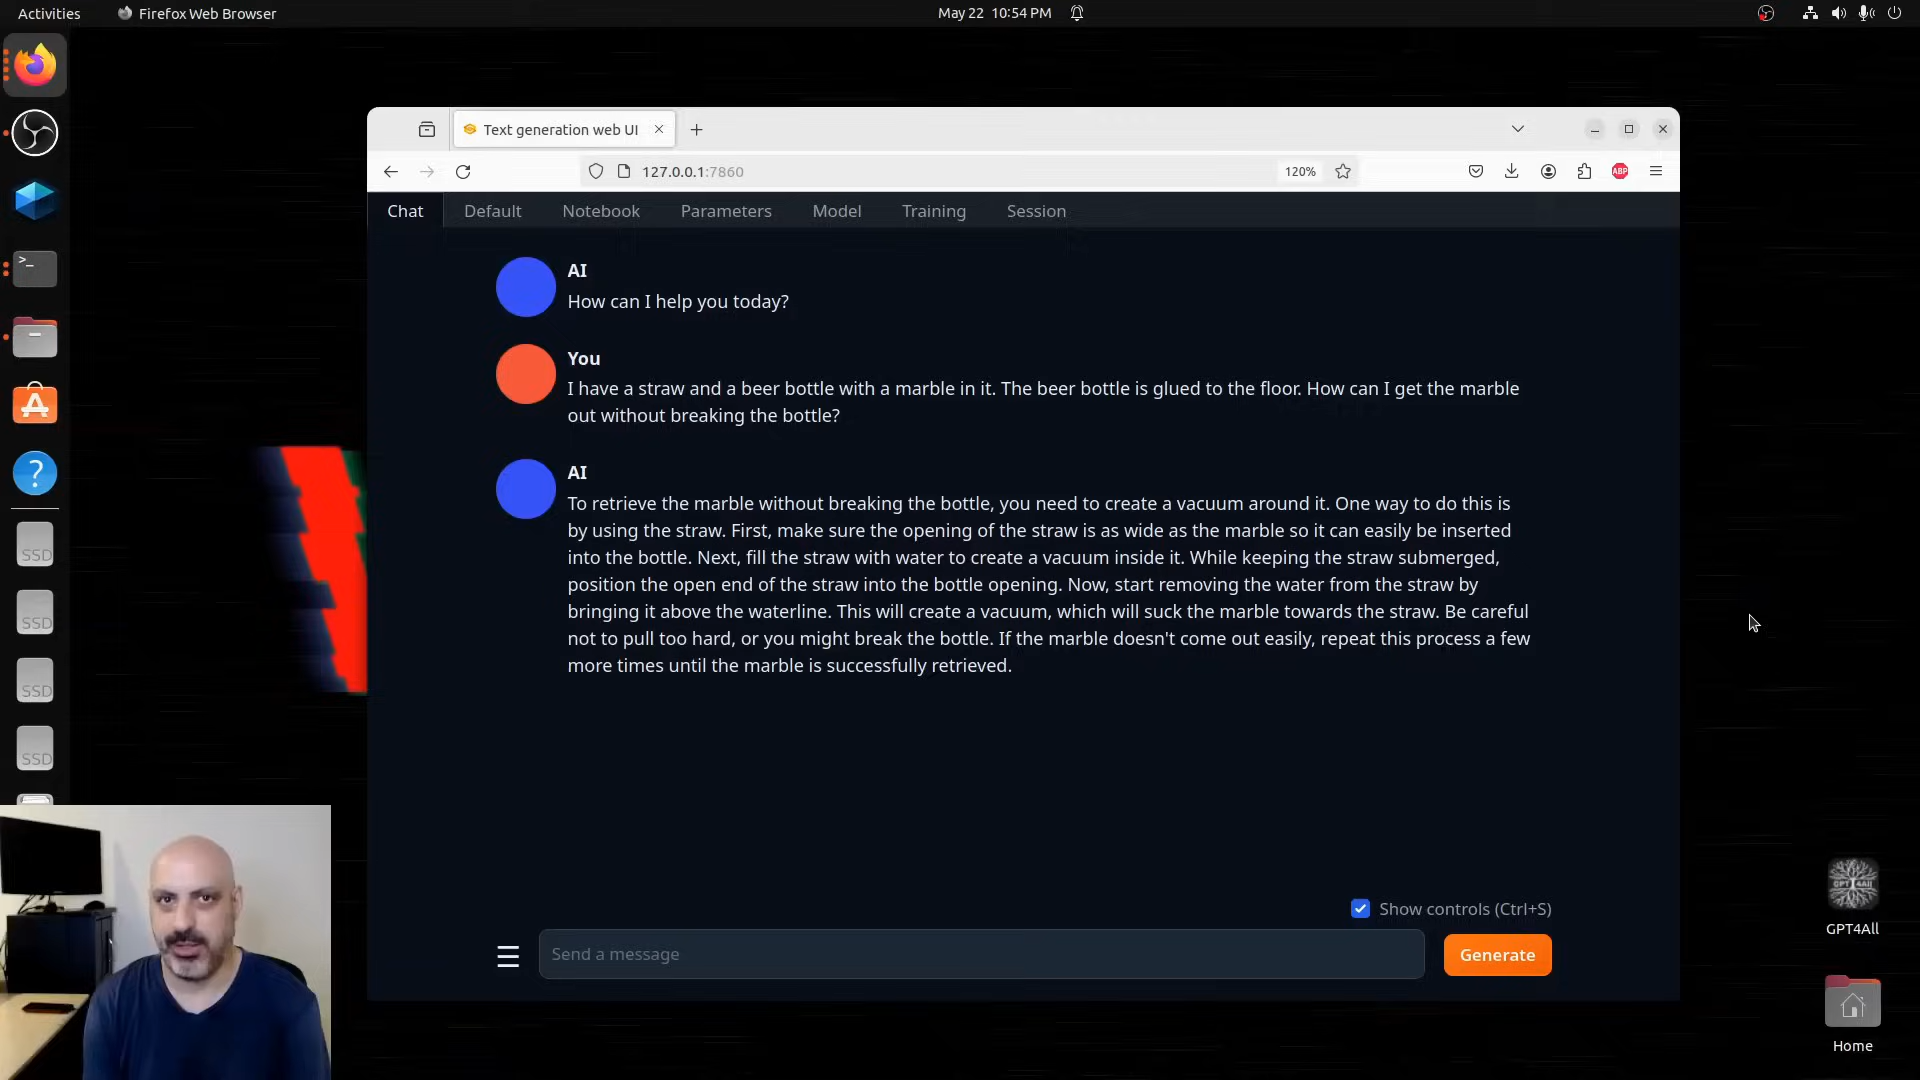 Activities
Firefox Web Browser
May 22 10:54 PM
Text generation web UI
127.0.0.1:7860
120%
ABP
Chat
Default
Notebook
Parameters
Model
Training
Session
AI
How can I help you today?
You
I have a straw and a beer bottle with a marble in it. The beer bottle is glued to the floor. How can I get the marble
out without breaking the bottle?
AI
To retrieve the marble without breaking the bottle, you need to create a vacuum around it. One way to do this is
by using the straw. First, make sure the opening of the straw is as wide as the marble so it can easily be inserted
into the bottle. Next, fill the straw with water to create a vacuum inside it. While keeping the straw submerged,
position the open end of the straw into the bottle opening. Now, start removing the water from the straw by
bringing it above the waterline. This will create a vacuum, which will suck the marble towards the straw. Be careful
not to pull too hard, or you might break the bottle. If the marble doesn't come out easily, repeat this process a few
more times until the marble is successfully retrieved.
Show controls (Ctrl+S)
Send a message
Generate
SSD
SSD
SSD
SSD
GPT4All
GPT4All
Home